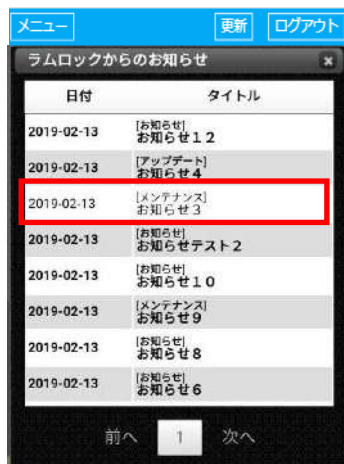 メニュー 更新 ログアウト
ラムロックからのお知らせ ×
日付 タイトル
2019-02-13 [お知らせ]
お知らせ12
2019-02-13 [アップデート]
お知らせ4
2019-02-13 [メンテナンス]
お知らせ3
2019-02-13 [お知らせ]
お知らせテスト2
2019-02-13 [お知らせ]
お知らせ10
2019-02-13 [メンテナンス]
お知らせ9
2019-02-13 [お知らせ]
お知らせ8
2019-02-13 [お知らせ]
お知らせ6
前へ 1 次へ